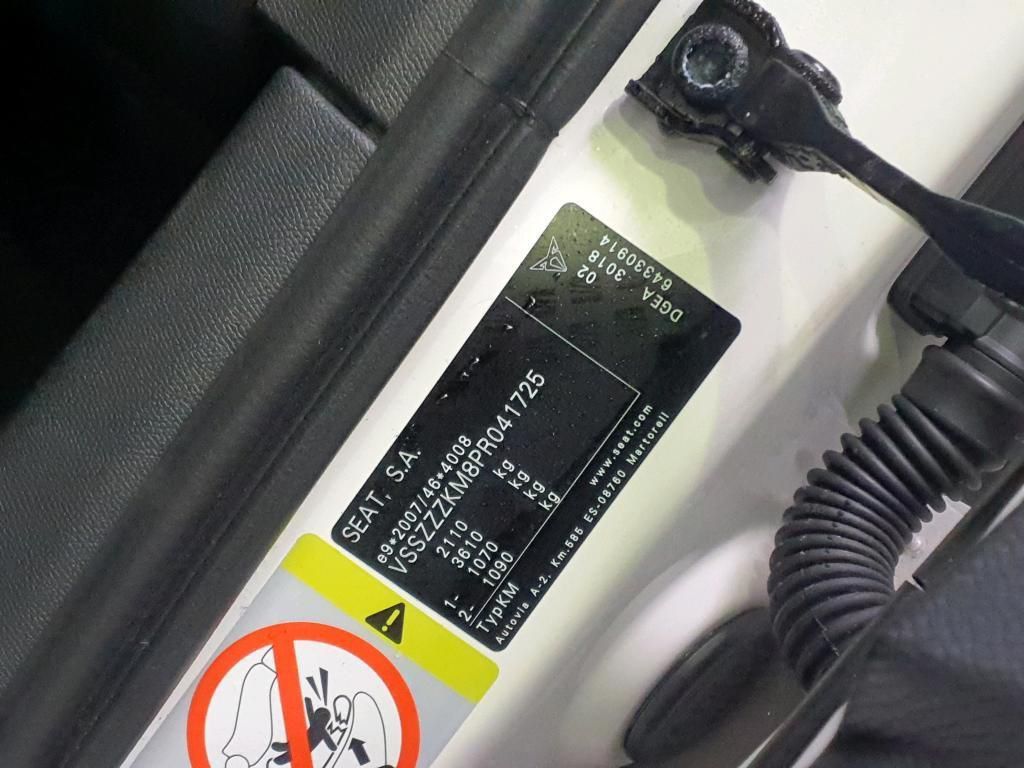 SEAT, S.A.
e9*2007/46*4008
VSSZZZKM8PR041725
2110 kg
3610 kg
1- 1070 kg
2- 1090 kg
TypKM
www.seat.com
Autovía A-2, Km.585 ES-08760 Martorell
02
DGEA 3018
64330914